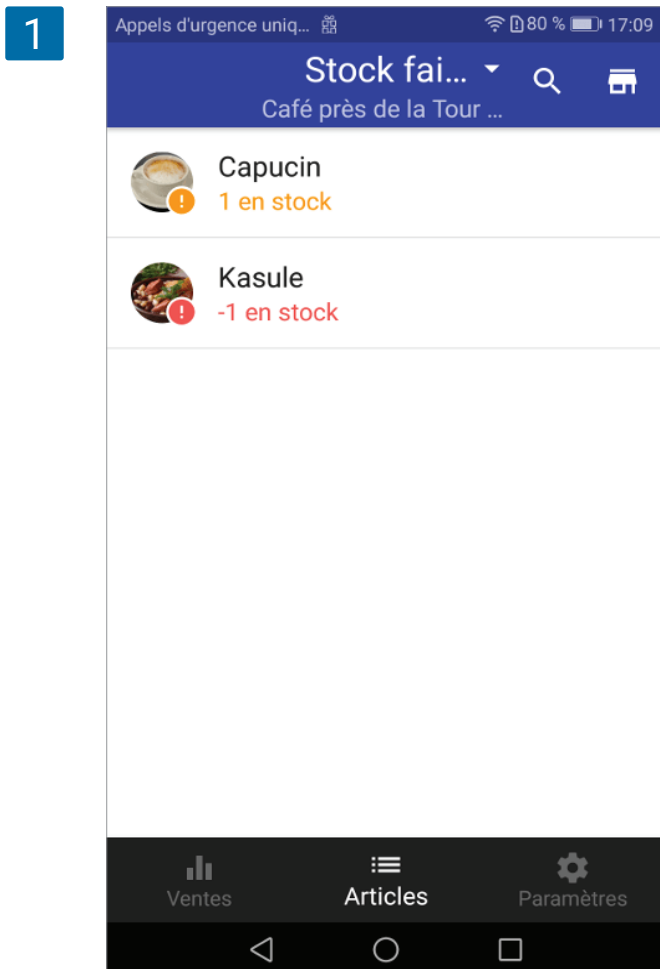 1
Appels d'urgence uniq... 80 % 17:09
Stock fai...
Café près de la Tour ...
Capucin
1 en stock
Kasule
-1 en stock
Ventes Articles Paramètres